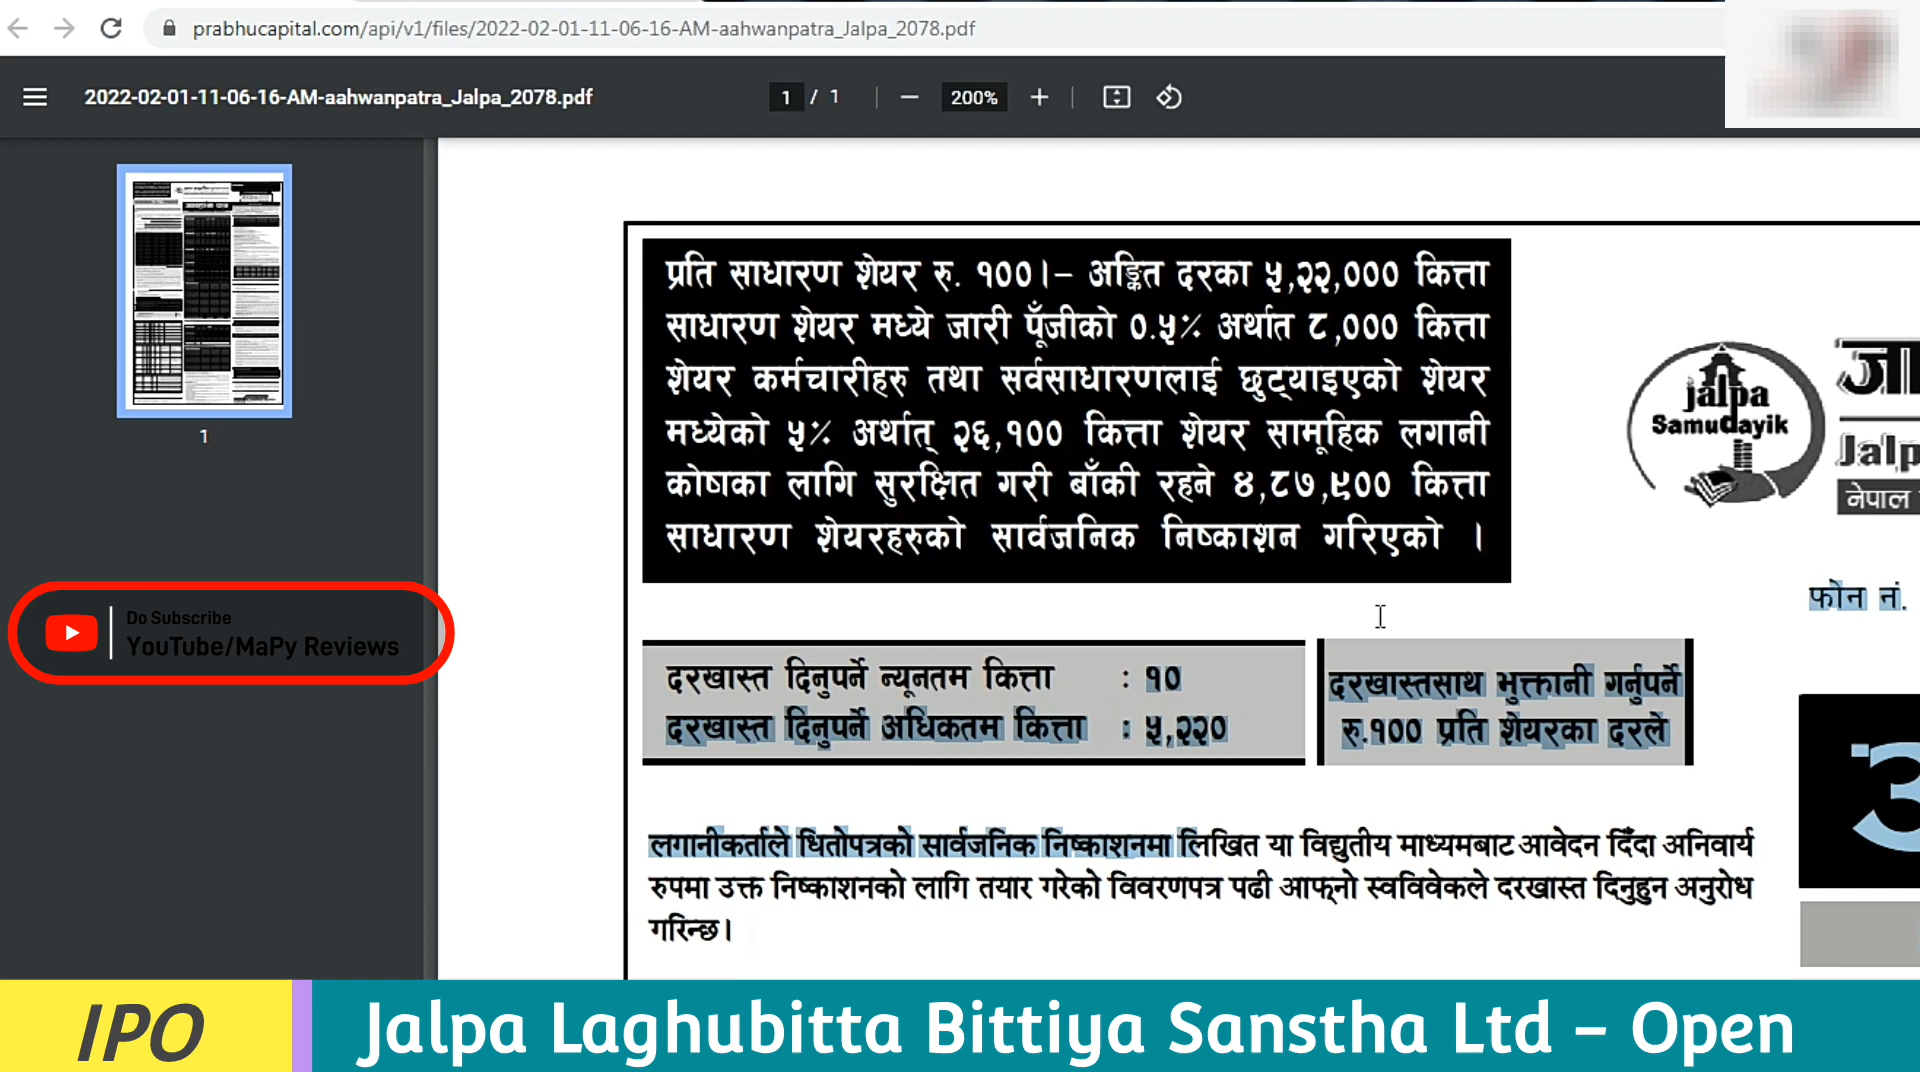 prabhucapital.com/api/v1/files/2022-02-01-11-06-16-AM-aahwanpatra_Jalpa_2078.pdf
2022-02-01-11-06-16-AM-aahwanpatra_Jalpa_2078.pdf
1 / 1
200%
1
प्रति साधारण शेयर रु. १००।– अङ्कित दरका ५,२२,००० कित्ता
साधारण शेयर मध्ये जारी पूँजीको ०.५% अर्थात ८,००० कित्ता
शेयर कर्मचारीहरु तथा सर्वसाधारणलाई छुट्याइएको शेयर
मध्येको ५% अर्थात् २६,१०० कित्ता शेयर सामूहिक लगानी
कोषका लागि सुरक्षित गरी बाँकी रहने ४,८७,९०० कित्ता
साधारण शेयरहरुको सार्वजनिक निष्काशन गरिएको ।
jalpa
Samudayik
जा
Jalp
नेपाल
फोन नं.
दरखास्त दिनुपर्ने न्यूनतम कित्ता : १०
दरखास्त दिनुपर्ने अधिकतम कित्ता : ५,२२०
दरखास्तसाथ भुक्तानी गर्नुपर्ने
रु.१०० प्रति शेयरका दरले
लगानीकर्ताले धितोपत्रको सार्वजनिक निष्काशनमा लिखित या विद्युतीय माध्यमबाट आवेदन दिँदा अनिवार्य
रुपमा उक्त निष्काशनको लागि तयार गरेको विवरणपत्र पढी आफ्नो स्वविवेकले दरखास्त दिनुहुन अनुरोध
गरिन्छ।
Do Subscribe
YouTube/MaPy Reviews
IPO
Jalpa Laghubitta Bittiya Sanstha Ltd – Open